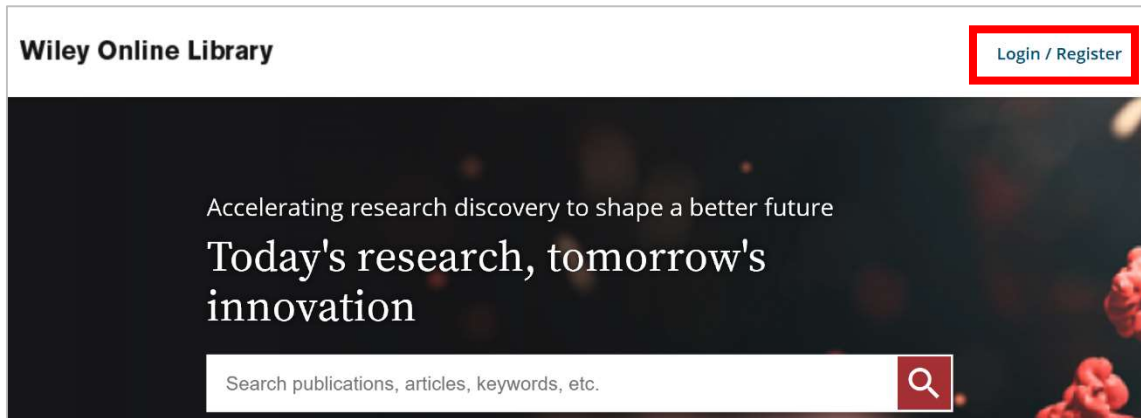 Wiley Online Library
Login / Register
Accelerating research discovery to shape a better future
Today's research, tomorrow's
innovation
Search publications, articles, keywords, etc.